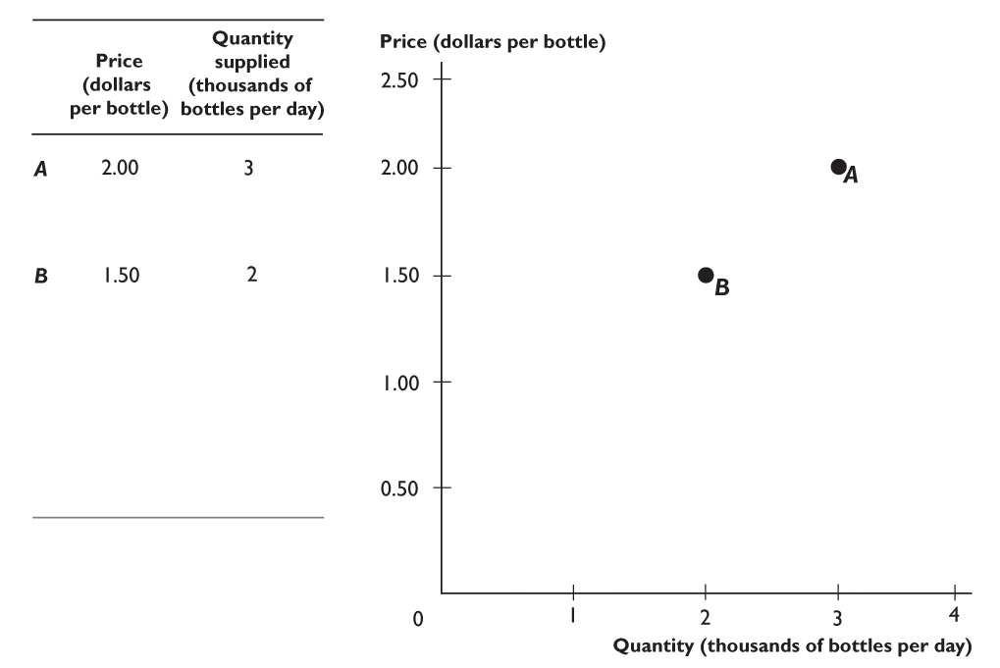 Price
(dollars
per bottle)
Quantity
supplied
(thousands of
bottles per day)
A 2.00 3
B 1.50 2
Price (dollars per bottle)
2.50
2.00
1.50
1.00
0.50
0
A
B
1 2 3 4
Quantity (thousands of bottles per day)